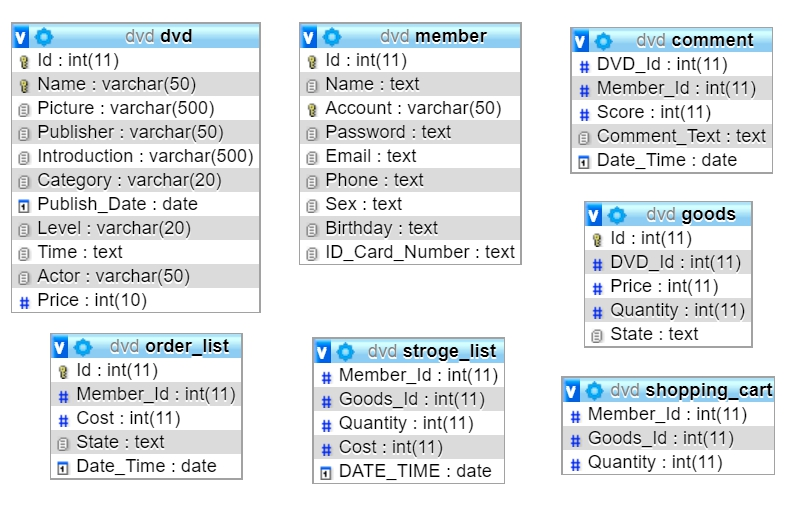 dvd dvd
Id : int(11)
Name : varchar(50)
Picture : varchar(500)
Publisher : varchar(50)
Introduction : varchar(500)
Category : varchar(20)
Publish_Date : date
Level : varchar(20)
Time : text
Actor : varchar(50)
Price : int(10)
dvd member
Id : int(11)
Name : text
Account : varchar(50)
Password : text
Email : text
Phone : text
Sex : text
Birthday : text
ID_Card_Number : text
dvd comment
DVD_Id : int(11)
Member_Id : int(11)
Score : int(11)
Comment_Text : text
Date_Time : date
dvd goods
Id : int(11)
DVD_Id : int(11)
Price : int(11)
Quantity : int(11)
State : text
dvd order_list
Id : int(11)
Member_Id : int(11)
Cost : int(11)
State : text
Date_Time : date
dvd stroge_list
Member_Id : int(11)
Goods_Id : int(11)
Quantity : int(11)
Cost : int(11)
DATE_TIME : date
dvd shopping_cart
Member_Id : int(11)
Goods_Id : int(11)
Quantity : int(11)